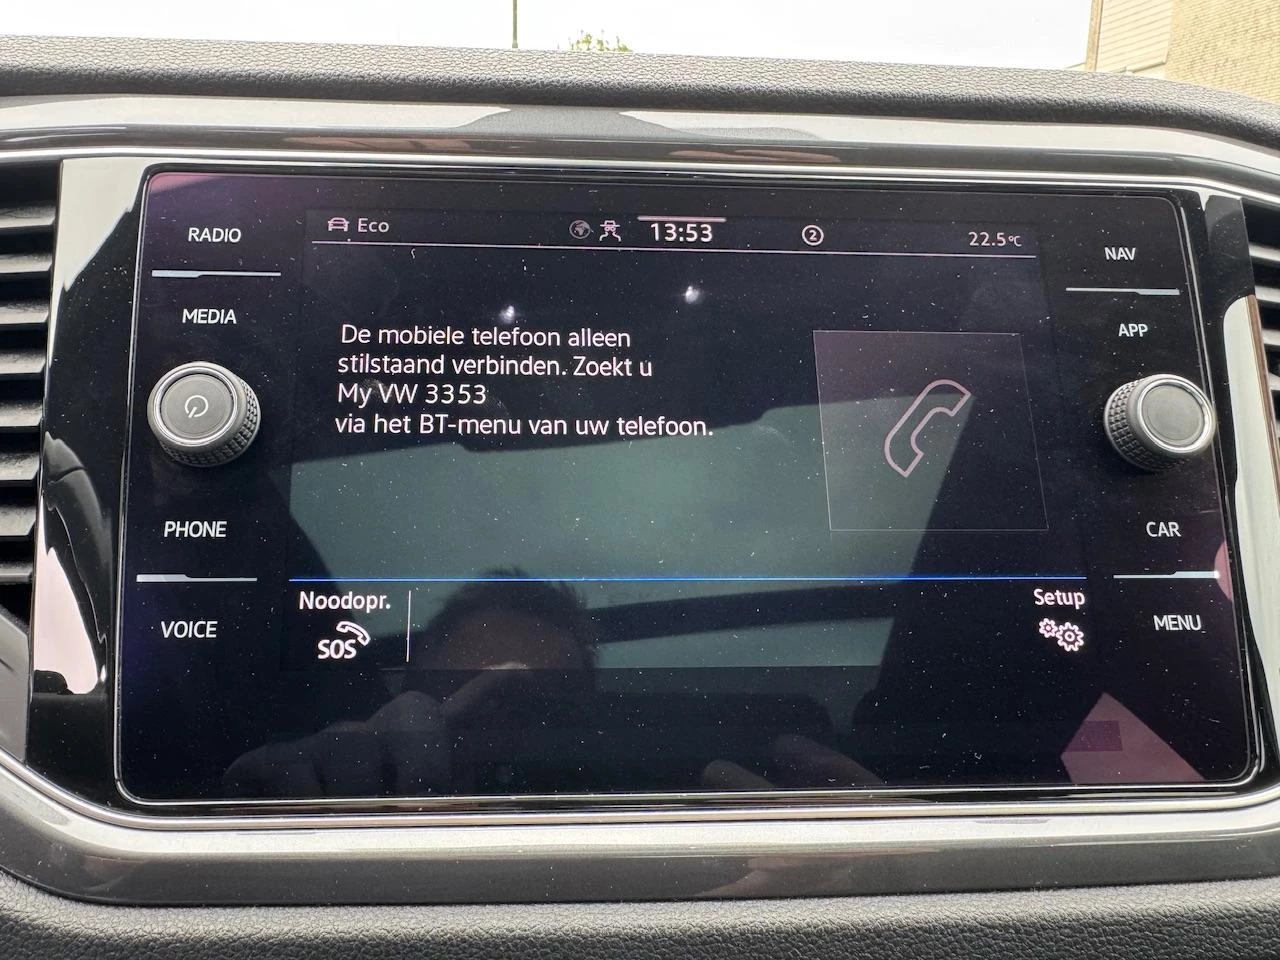 RADIO
MEDIA
PHONE
VOICE
Eco
13:53
2
22.5°C
De mobiele telefoon alleen
stilstaand verbinden. Zoekt u
My VW 3353
via het BT-menu van uw telefoon.
Noodopr.
SOS
Setup
NAV
APP
CAR
MENU